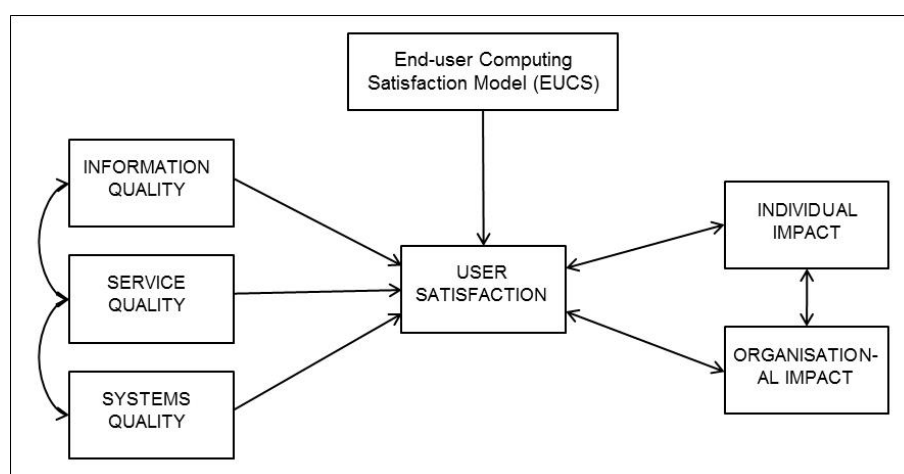 End-user Computing
Satisfaction Model (EUCS)
INFORMATION
QUALITY
SERVICE
QUALITY
SYSTEMS
QUALITY
USER
SATISFACTION
INDIVIDUAL
IMPACT
ORGANISATION-
AL IMPACT